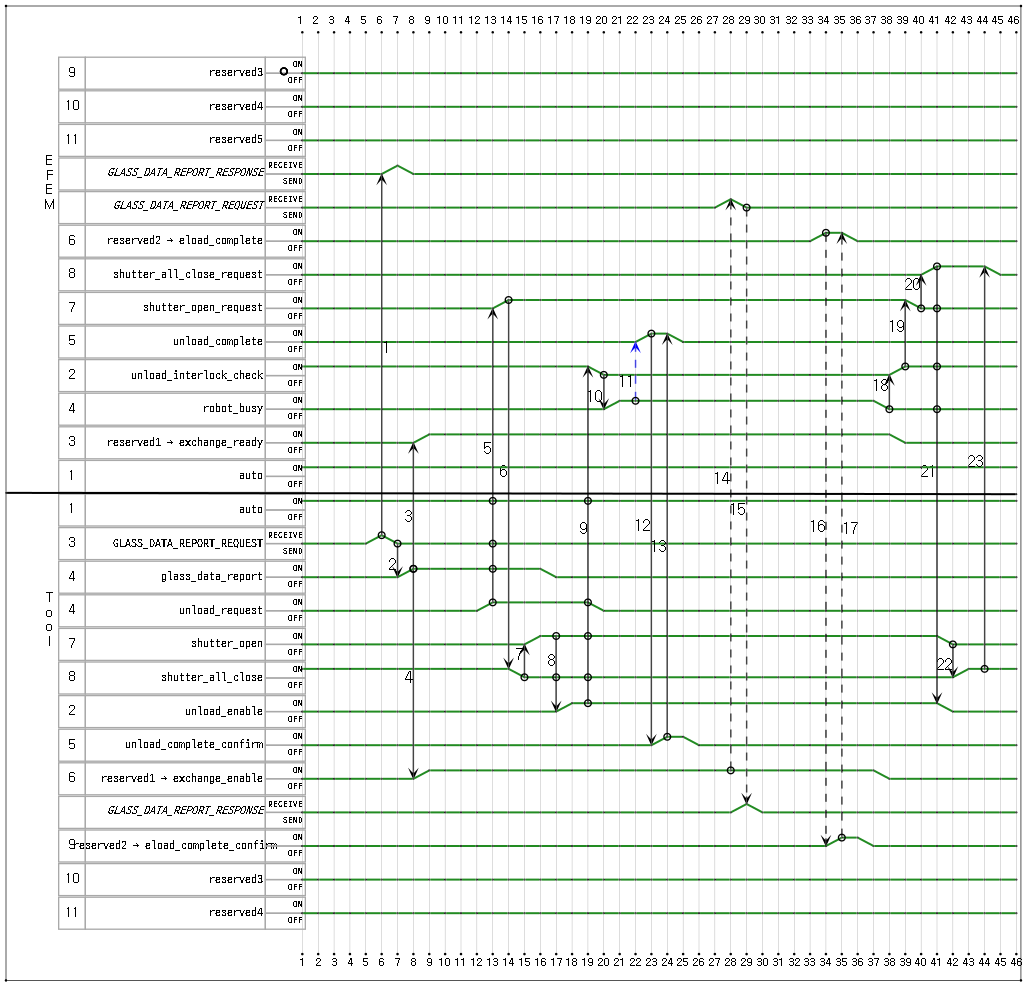 1 2 3 4 5 6 7 8 9 10 11 12 13 14 15 16 17 18 19 20 21 22 23 24 25 26 27 28 29 30 31 32 33 34 35 36 37 38 39 40 41 42 43 44 45 46
EFEM
9 reserved3 ON
OFF
10 reserved4 ON
OFF
11 reserved5 ON
OFF
GLASS_DATA_REPORT_RESPONSE RECEIVE
SEND
GLASS_DATA_REPORT_REQUEST RECEIVE
SEND
6 reserved2 → eload_complete ON
OFF
8 shutter_all_close_request ON
OFF
20
7 shutter_open_request ON
OFF
19
5 unload_complete ON
OFF
1
2 unload_interlock_check ON
OFF
10 11 18
4 robot_busy ON
OFF
3 reserved1 → exchange_ready ON
OFF
5 6 14 21 23
1 auto ON
OFF
Tool
1 auto ON
OFF
3 9 12 15 16 17
3 GLASS_DATA_REPORT_REQUEST RECEIVE
SEND
13
2
4 glass_data_report ON
OFF
4 unload_request ON
OFF
7 shutter_open ON
OFF
7 8 22
8 shutter_all_close ON
OFF
4
2 unload_enable ON
OFF
5 unload_complete_confirm ON
OFF
6 reserved1 → exchange_enable ON
OFF
GLASS_DATA_REPORT_RESPONSE RECEIVE
SEND
9 reserved2 → eload_complete_confirm ON
OFF
10 reserved3 ON
OFF
11 reserved4 ON
OFF
1 2 3 4 5 6 7 8 9 10 11 12 13 14 15 16 17 18 19 20 21 22 23 24 25 26 27 28 29 30 31 32 33 34 35 36 37 38 39 40 41 42 43 44 45 46